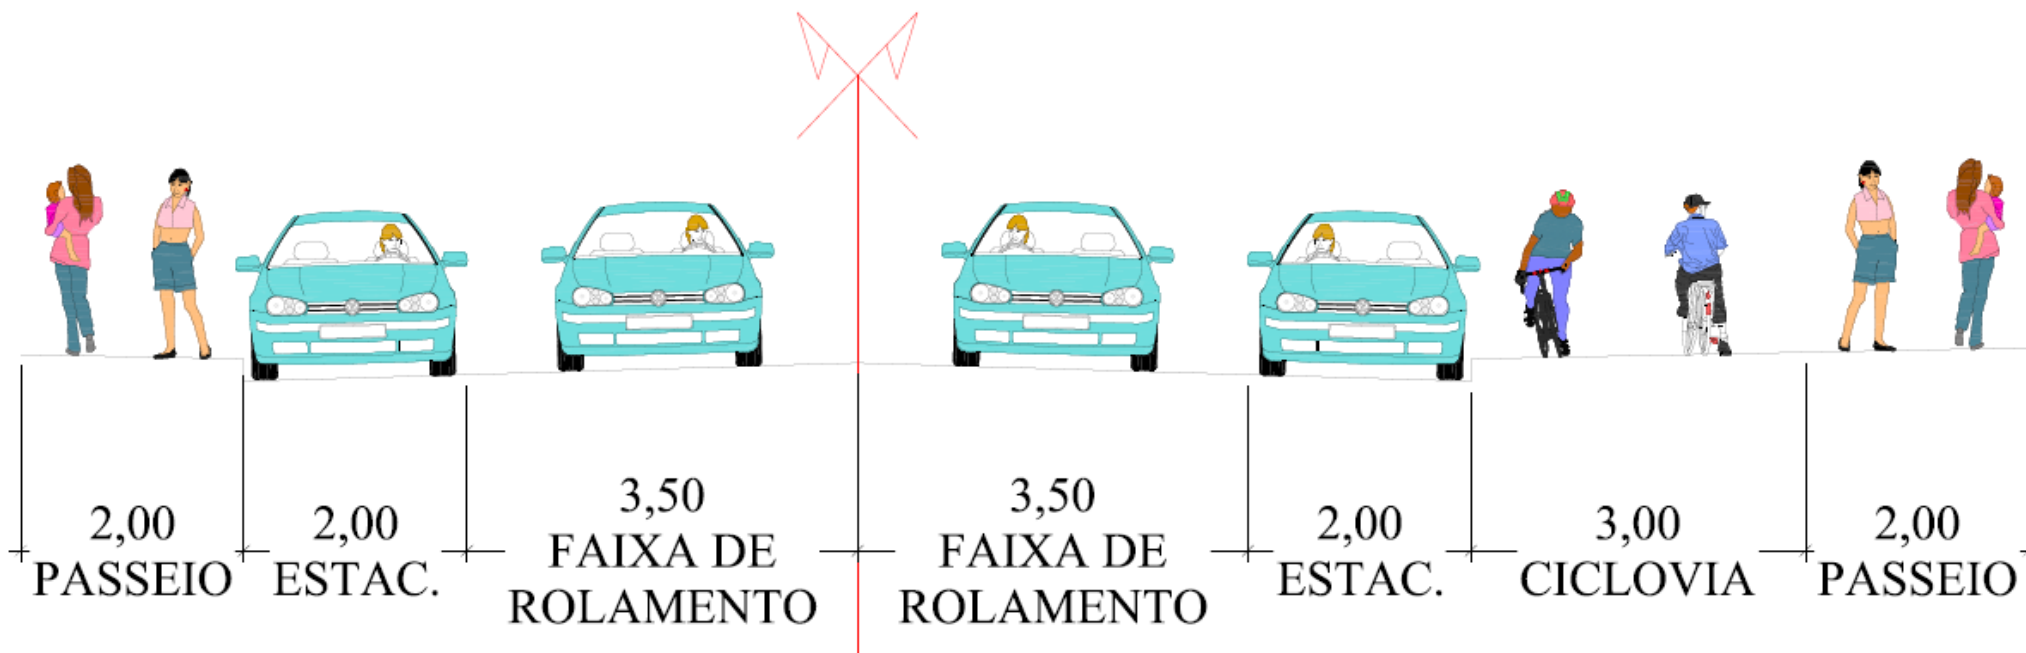 2,00
PASSEIO
2,00
ESTAC.
3,50
FAIXA DE
ROLAMENTO
3,50
FAIXA DE
ROLAMENTO
2,00
ESTAC.
3,00
CICLOVIA
2,00
PASSEIO